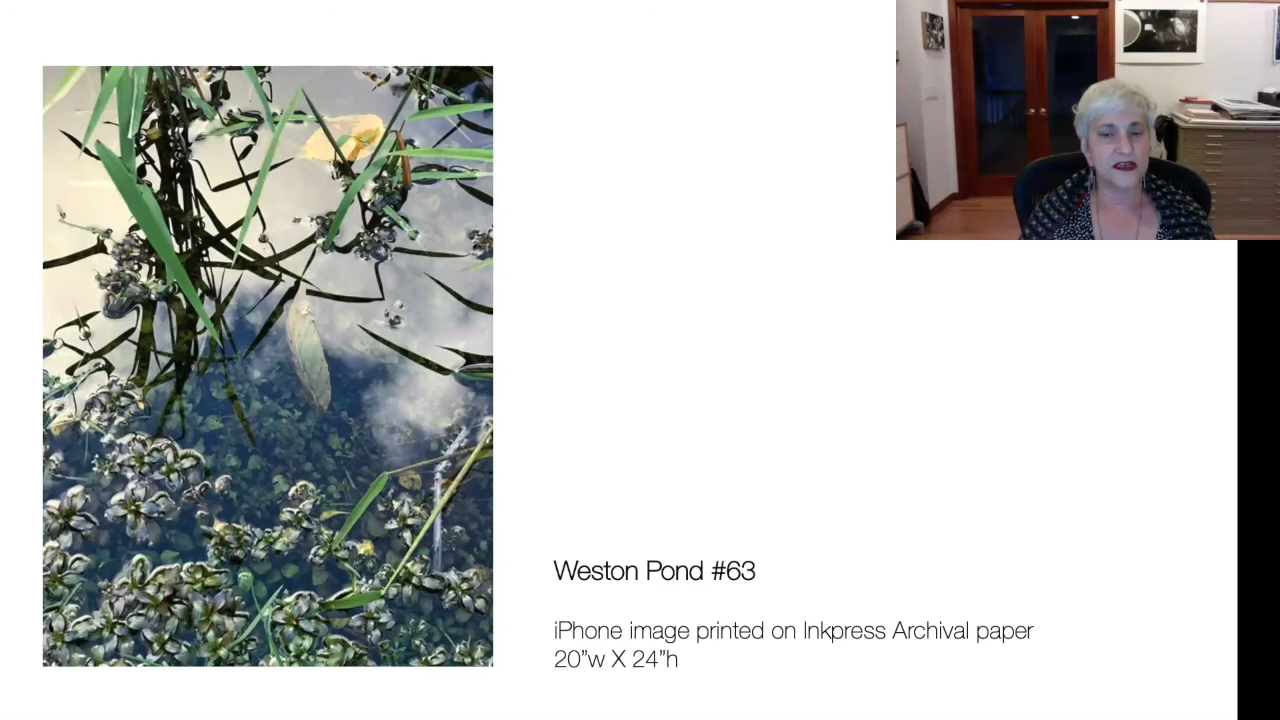 Weston Pond #63
iPhone image printed on Inkpress Archival paper
20”w X 24”h